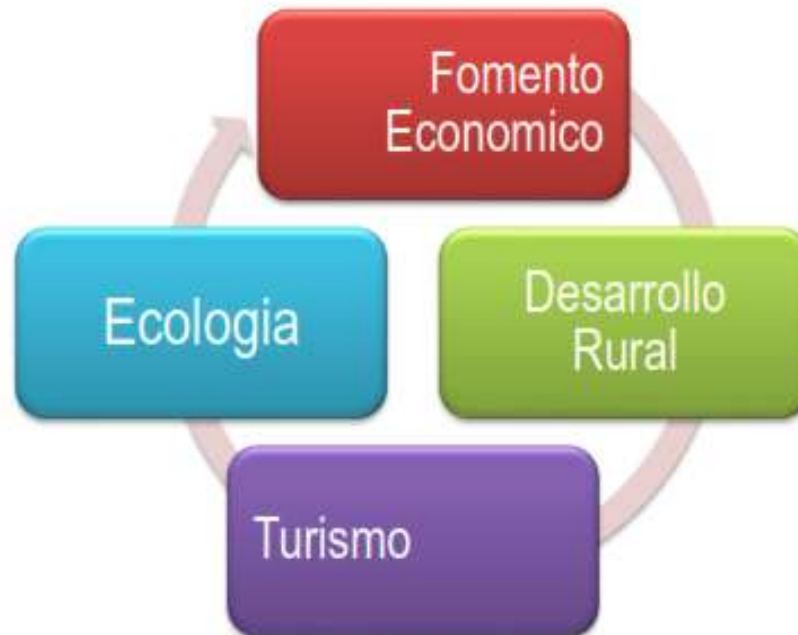 Fomento
Economico
Desarrollo
Rural
Turismo
Ecologia